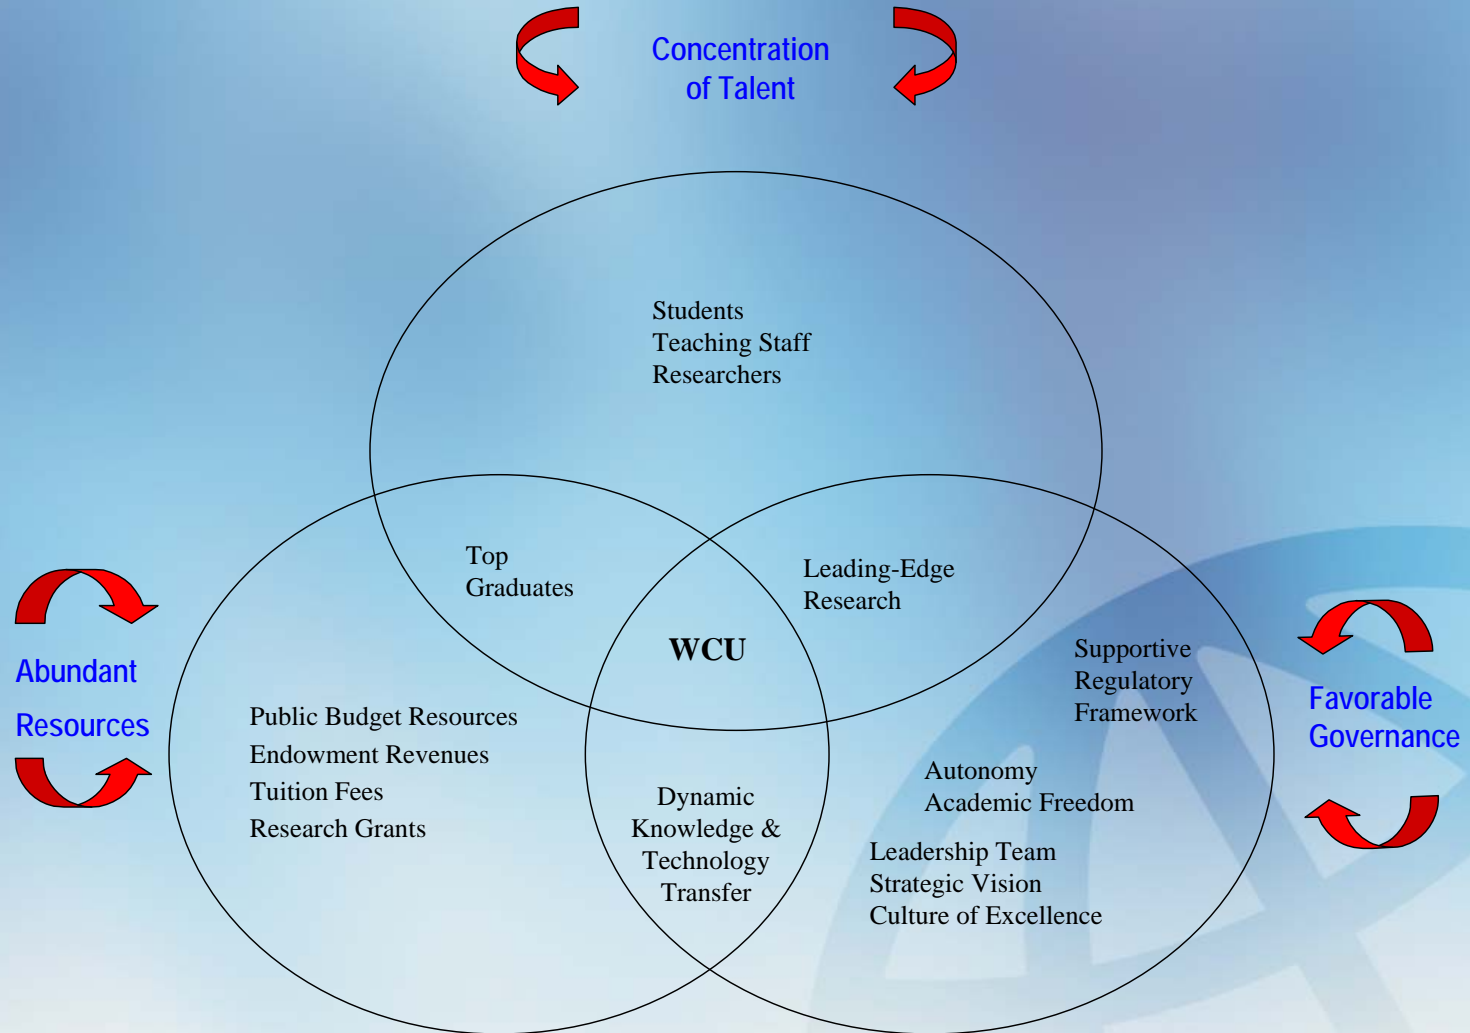 Concentration
of Talent
Students
Teaching Staff
Researchers
Top
Graduates
Leading-Edge
Research
WCU
Abundant
Resources
Public Budget Resources
Endowment Revenues
Tuition Fees
Research Grants
Dynamic
Knowledge &
Technology
Transfer
Supportive
Regulatory
Framework
Autonomy
Academic Freedom
Leadership Team
Strategic Vision
Culture of Excellence
Favorable
Governance